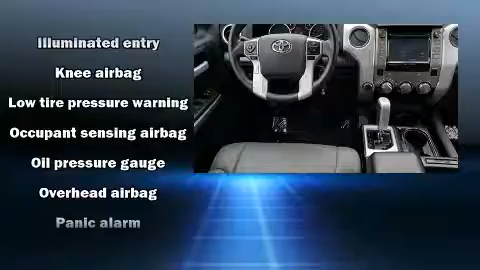 Illuminated entry
Knee airbag
Low tire pressure warning
Occupant sensing airbag
Oil pressure gauge
Overhead airbag
Panic alarm